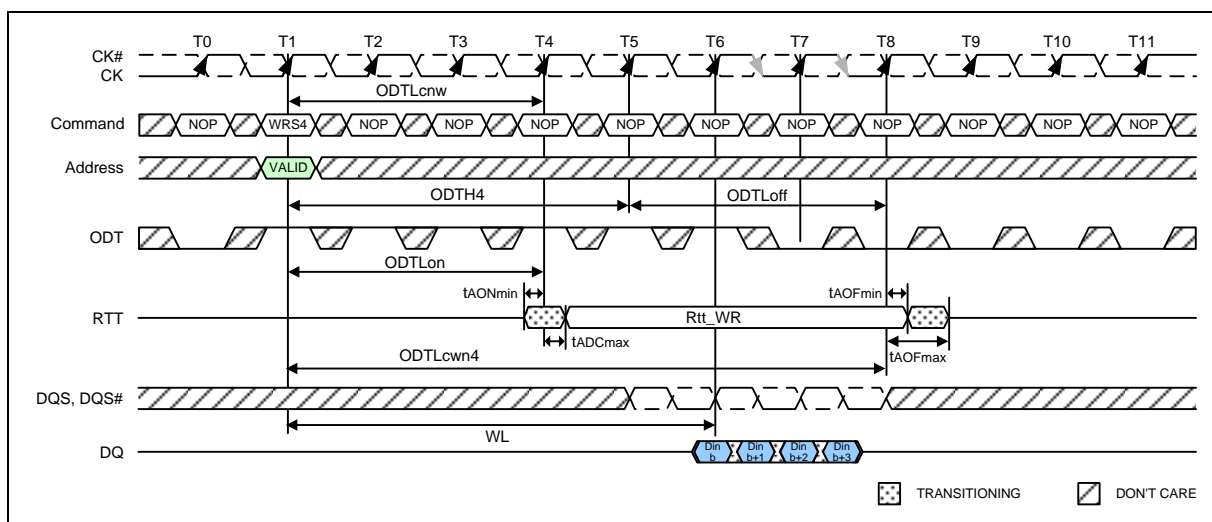 T0 T1 T2 T3 T4 T5 T6 T7 T8 T9 T10 T11
CK#
CK
ODTLcnw
Command NOP WRS4 NOP NOP NOP NOP NOP NOP NOP NOP NOP NOP
Address VALID
ODTH4 ODTLoff
ODT
ODTLon
tAONmin tAOFmin
RTT Rtt_WR
tADCmax tAOFmax
ODTLcwn4
DQS, DQS#
WL
DQ Din b Din b+1 Din b+2 Din b+3
TRANSITIONING DON'T CARE